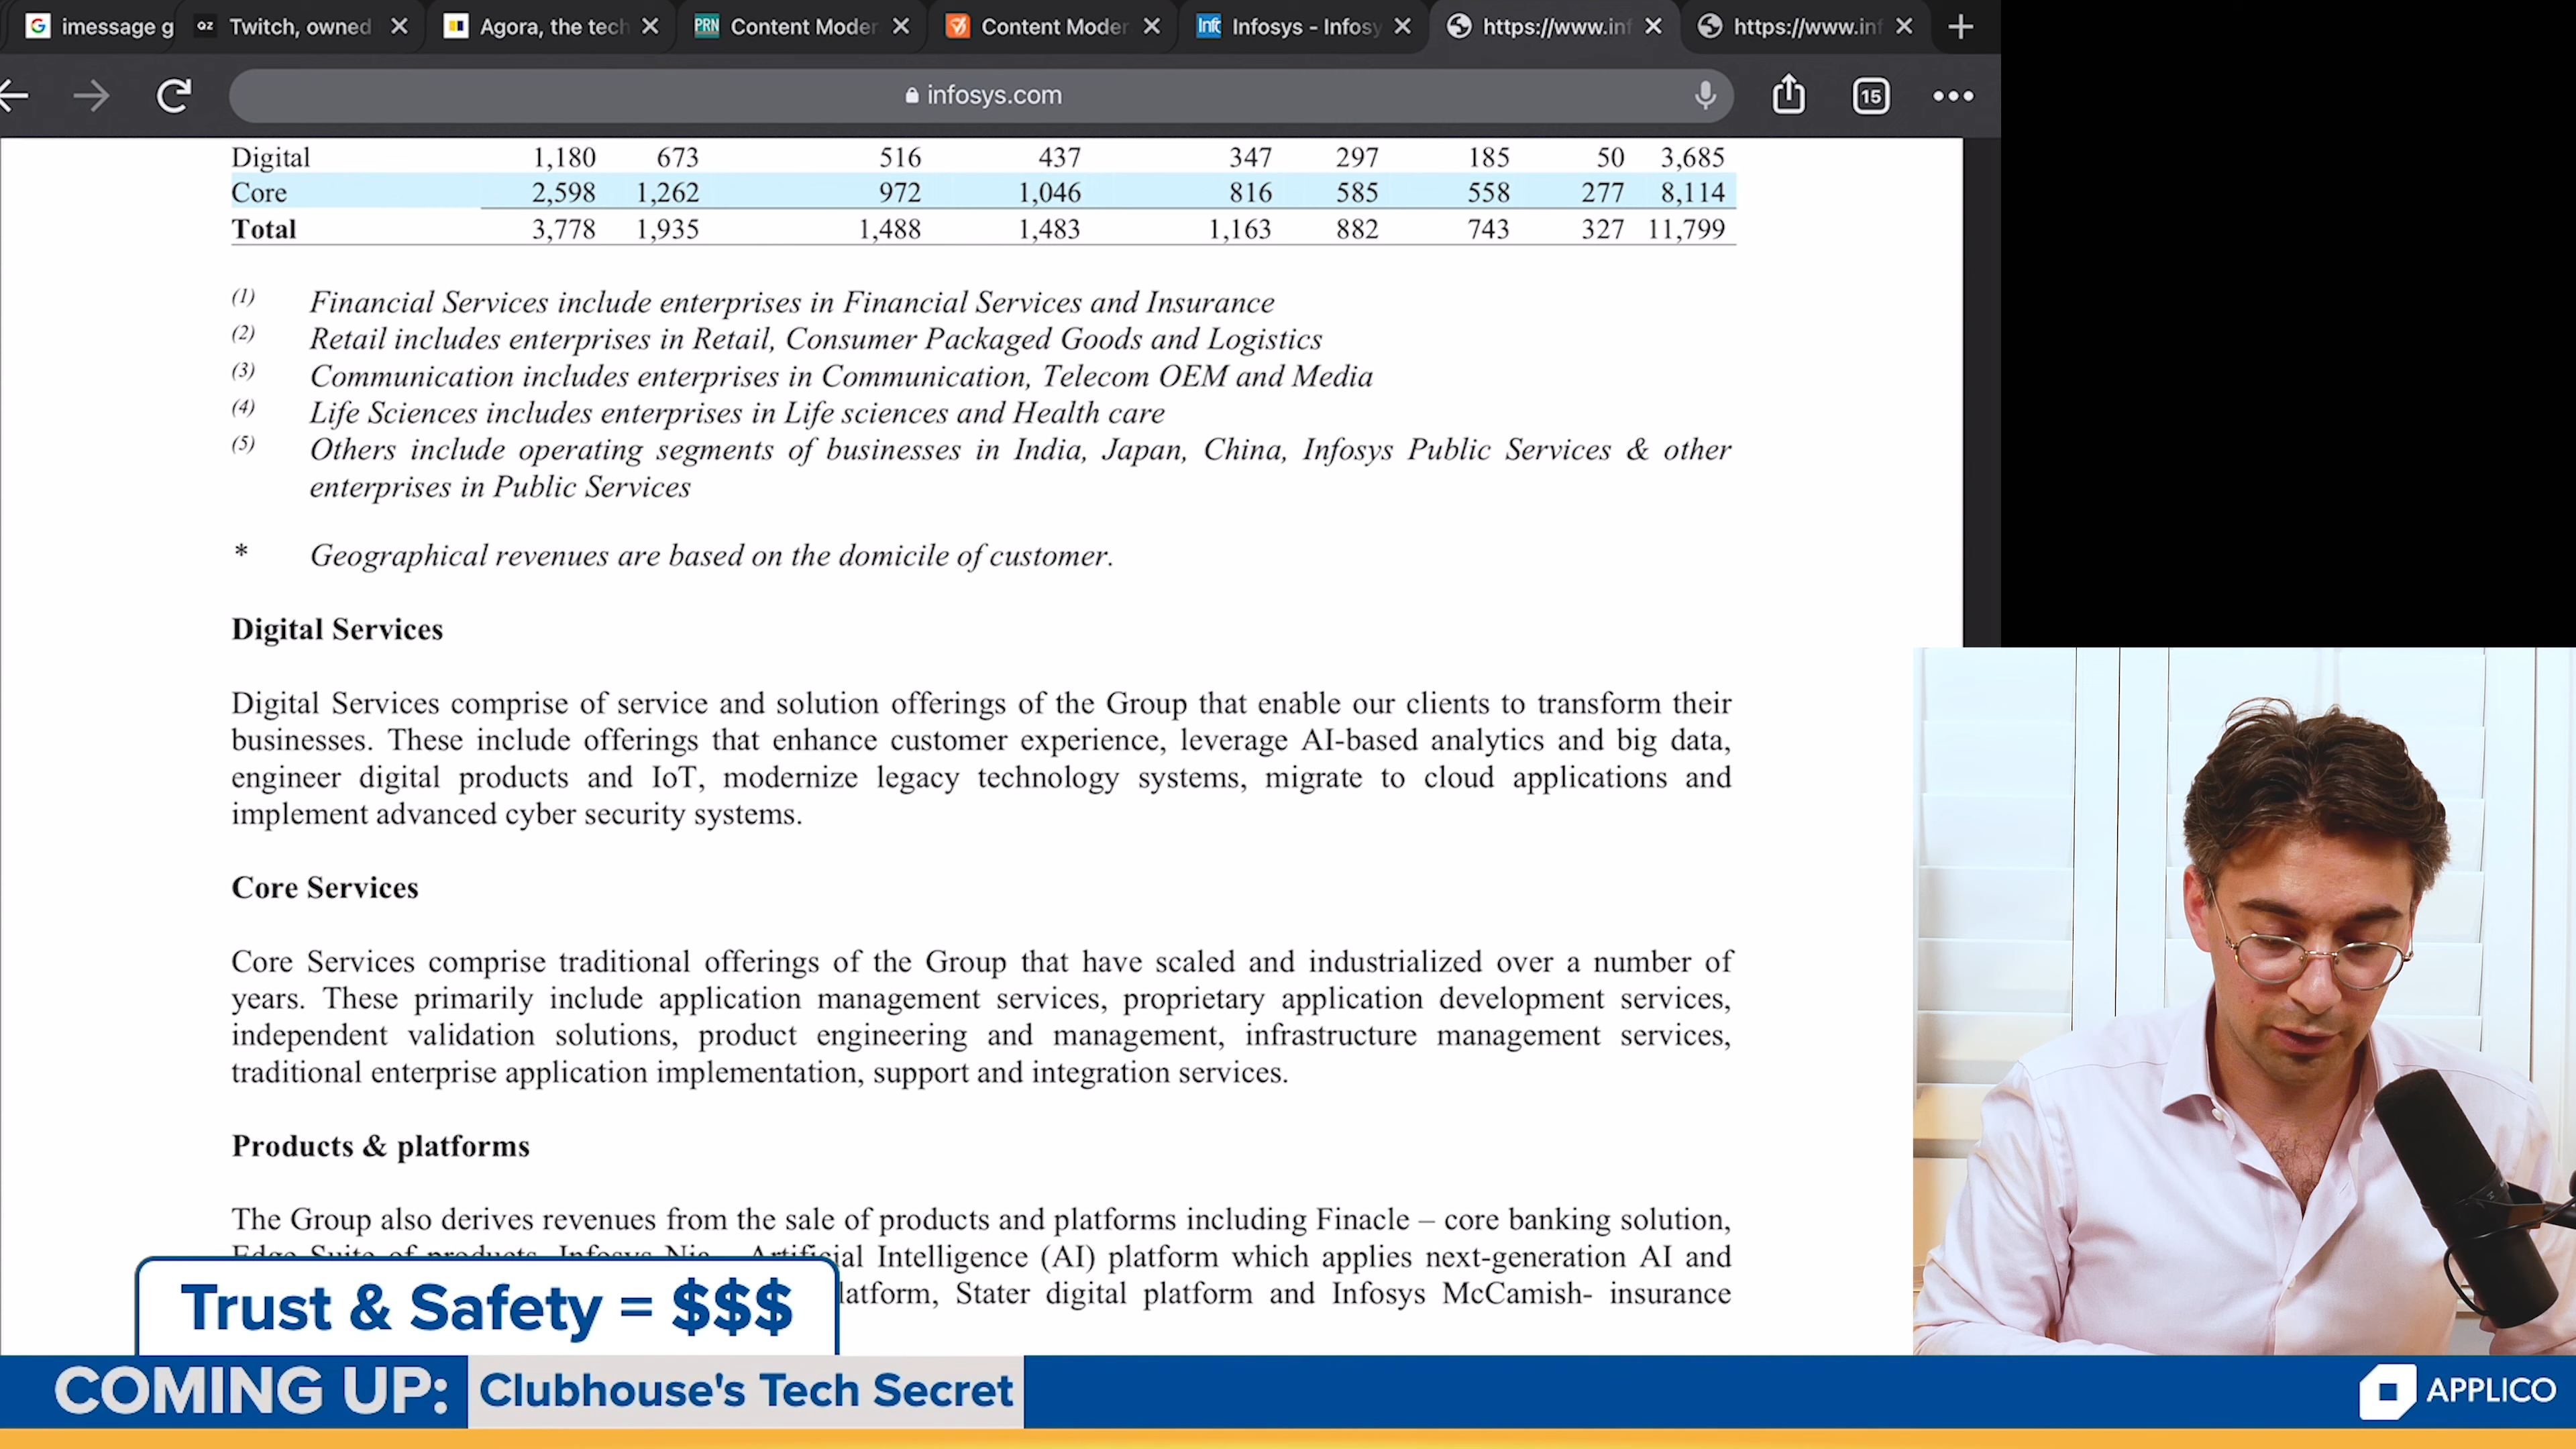 imessage g
Twitch, owned
Agora, the tech
PRN Content Moder
Content Moder
Infosys - Infosy
https://www.inf
https://www.inf
infosys.com
15
Digital 1,180 673 516 437 347 297 185 50 3,685
Core 2,598 1,262 972 1,046 816 585 558 277 8,114
Total 3,778 1,935 1,488 1,483 1,163 882 743 327 11,799
(1) Financial Services include enterprises in Financial Services and Insurance
(2) Retail includes enterprises in Retail, Consumer Packaged Goods and Logistics
(3) Communication includes enterprises in Communication, Telecom OEM and Media
(4) Life Sciences includes enterprises in Life sciences and Health care
(5) Others include operating segments of businesses in India, Japan, China, Infosys Public Services & other
enterprises in Public Services
* Geographical revenues are based on the domicile of customer.
Digital Services
Digital Services comprise of service and solution offerings of the Group that enable our clients to transform their
businesses. These include offerings that enhance customer experience, leverage AI-based analytics and big data,
engineer digital products and IoT, modernize legacy technology systems, migrate to cloud applications and
implement advanced cyber security systems.
Core Services
Core Services comprise traditional offerings of the Group that have scaled and industrialized over a number of
years. These primarily include application management services, proprietary application development services,
independent validation solutions, product engineering and management, infrastructure management services,
traditional enterprise application implementation, support and integration services.
Products & platforms
The Group also derives revenues from the sale of products and platforms including Finacle – core banking solution,
Edge Suite of products, Infosys Nia – Artificial Intelligence (AI) platform which applies next-generation AI and
latform, Stater digital platform and Infosys McCamish- insurance
Trust & Safety = $$$
COMING UP: Clubhouse's Tech Secret
APPLICO